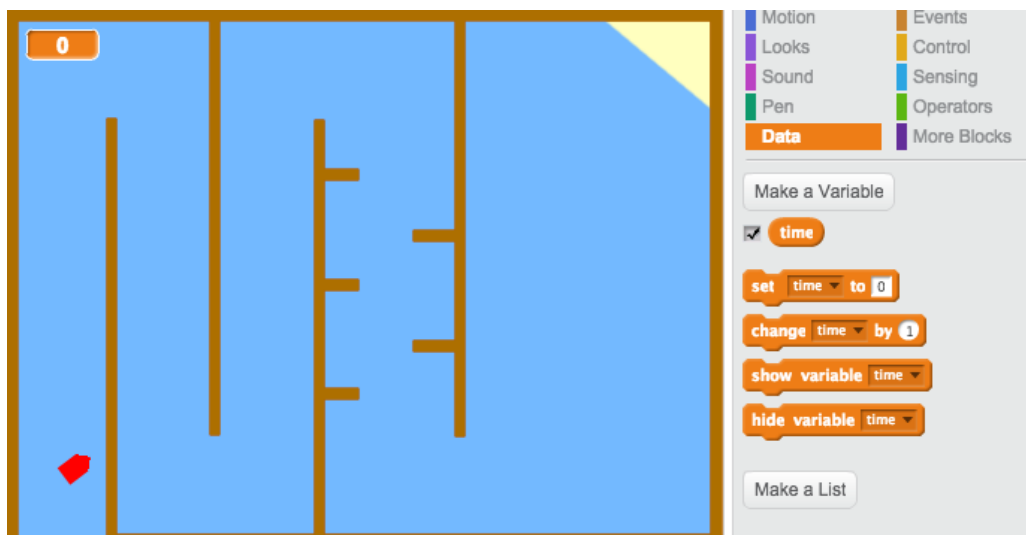 0
Motion Events
Looks Control
Sound Sensing
Pen Operators
Data More Blocks
Make a Variable
time
set time to 0
change time by 1
show variable time
hide variable time
Make a List